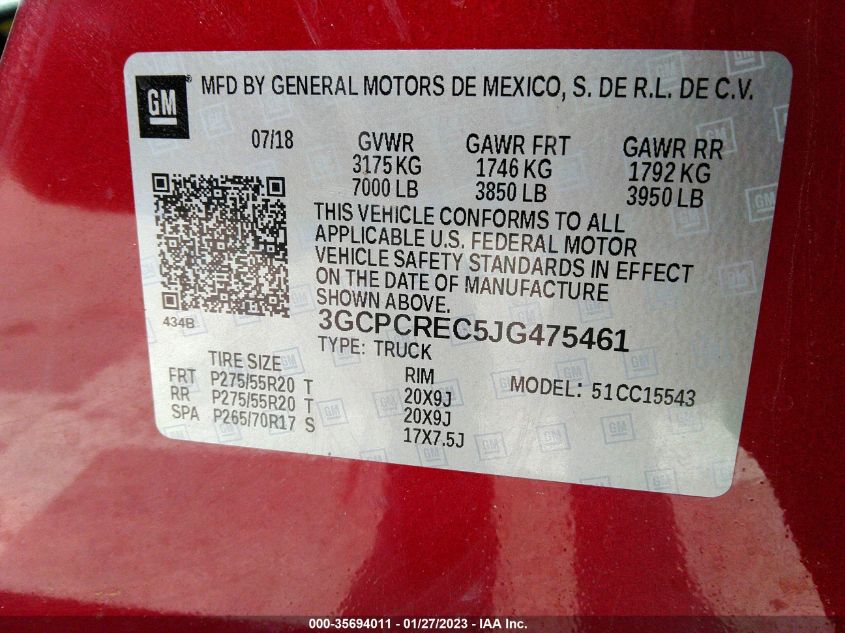 GM ® MFD BY GENERAL MOTORS DE MEXICO, S. DE R.L. DE C.V.
07/18 GVWR GAWR FRT GAWR RR
3175 KG 1746 KG 1792 KG
7000 LB 3850 LB 3950 LB
THIS VEHICLE CONFORMS TO ALL
APPLICABLE U.S. FEDERAL MOTOR
VEHICLE SAFETY STANDARDS IN EFFECT
ON THE DATE OF MANUFACTURE
SHOWN ABOVE.
434B
3GCPCREC5JG475461
TYPE: TRUCK
TIRE SIZE RIM MODEL: 51CC15543
FRT P275/55R20 T 20X9J
RR P275/55R20 T 20X9J
SPA P265/70R17 S 17X7.5J
000-35694011 - 01/27/2023 - © IAA Inc.